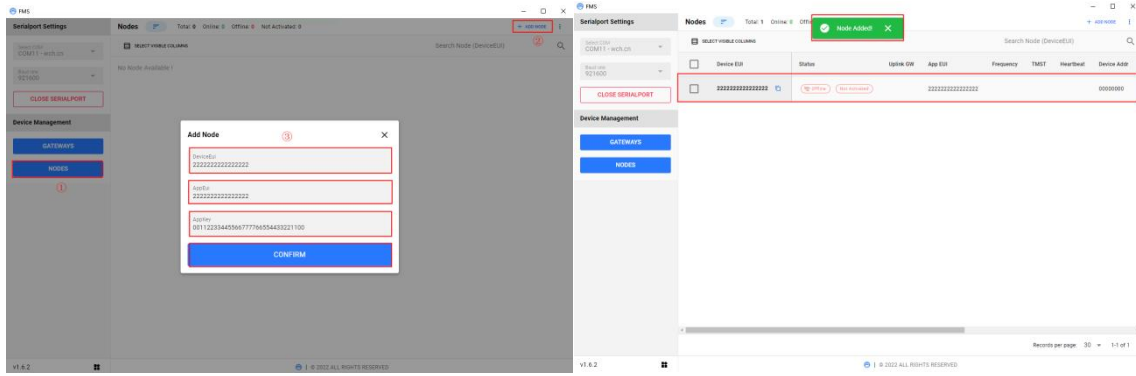 FMS
Serialport Settings
Nodes Total: 0 Online: 0 Offline: 0 Not Activated: 0
+ ADD NODE
②
Select COM
COM11 - wch.cn
SELECT VISIBLE COLUMNS
Search Node (DeviceEUI)
No Node Available !
Baud rate
921600
CLOSE SERIALPORT
Device Management
GATEWAYS
NODES
①
Add Node
③
DeviceEui
2222222222222222
AppEui
2222222222222222
AppKey
00112233445566777766554433221100
CONFIRM
v1.6.2
| © 2022 ALL RIGHTS RESERVED
FMS
Serialport Settings
Nodes Total: 1 Online: 0
Node Added!
+ ADD NODE
Select COM
COM11 - wch.cn
SELECT VISIBLE COLUMNS
Search Node (DeviceEUI)
Baud rate
921600
Device EUI Status Uplink GW App EUI Frequency TMST Heartbeat Device Addr
2222222222222222 Offline Not Activated 2222222222222222 00000000
CLOSE SERIALPORT
Device Management
GATEWAYS
NODES
Records per page: 30 1-1 of 1
v1.6.2
| © 2022 ALL RIGHTS RESERVED